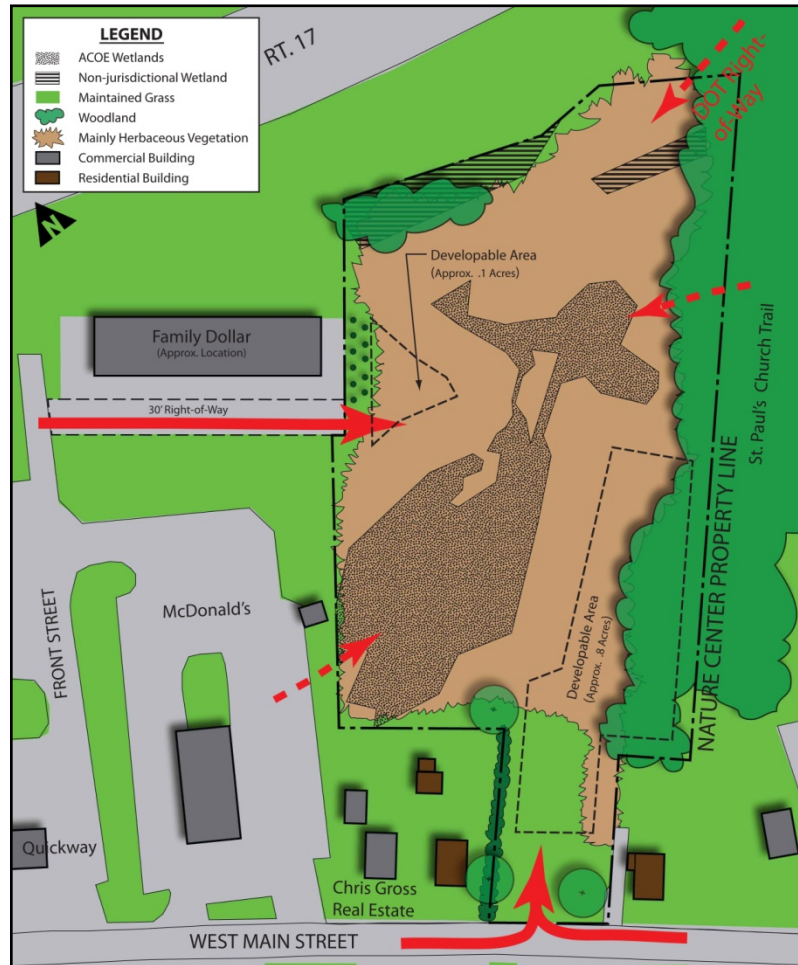 LEGEND
ACOE Wetlands
Non-jurisdictional Wetland
Maintained Grass
Woodland
Mainly Herbaceous Vegetation
Commercial Building
Residential Building
RT. 17
DOT Right-
of-Way
N
Developable Area
(Approx. .1 Acres)
Family Dollar
(Approx. Location)
30' Right-of-Way
St. Paul's Church Trail
NATURE CENTER PROPERTY LINE
FRONT STREET
McDonald's
Developable Area
(Approx. .8 Acres)
Quickway
Chris Gross
Real Estate
WEST MAIN STREET